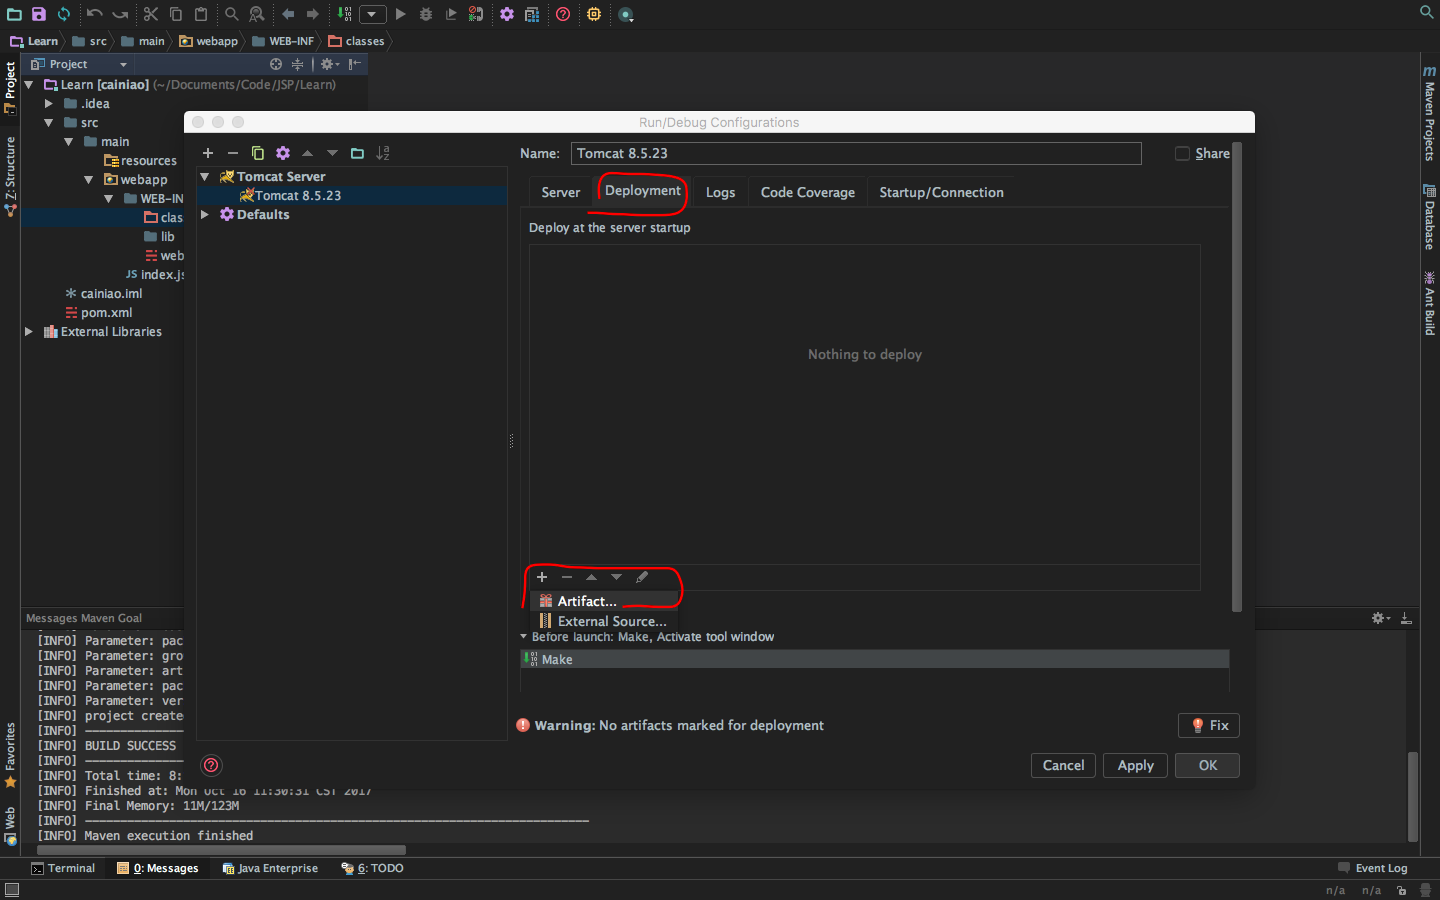 Learn src main webapp WEB-INF classes
Project
Learn [cainiao] (~/Documents/Code/JSP/Learn)
.idea
src
main
resources
webapp
WEB-IN
clas
lib
web
index.js
cainiao.iml
pom.xml
External Libraries
Project
Z: Structure
Favorites
Web
Run/Debug Configurations
Tomcat Server
Tomcat 8.5.23
Defaults
Name: Tomcat 8.5.23 Share
Server Deployment Logs Code Coverage Startup/Connection
Deploy at the server startup
Nothing to deploy
Artifact...
External Source...
Before launch: Make, Activate tool window
Make
Warning: No artifacts marked for deployment Fix
Cancel Apply OK
Maven Projects
Database
Ant Build
Messages Maven Goal
[INFO] Parameter: pac
[INFO] Parameter: gro
[INFO] Parameter: art
[INFO] Parameter: pac
[INFO] Parameter: ver
[INFO] project create
[INFO] ------------------------------------------------------------------------
[INFO] BUILD SUCCESS
[INFO] ------------------------------------------------------------------------
[INFO] Total time: 8:
[INFO] Finished at: Mon Oct 16 11:30:31 CST 2017
[INFO] Final Memory: 11M/123M
[INFO] ------------------------------------------------------------------------
[INFO] Maven execution finished
Terminal 0: Messages Java Enterprise 6: TODO Event Log
n/a n/a